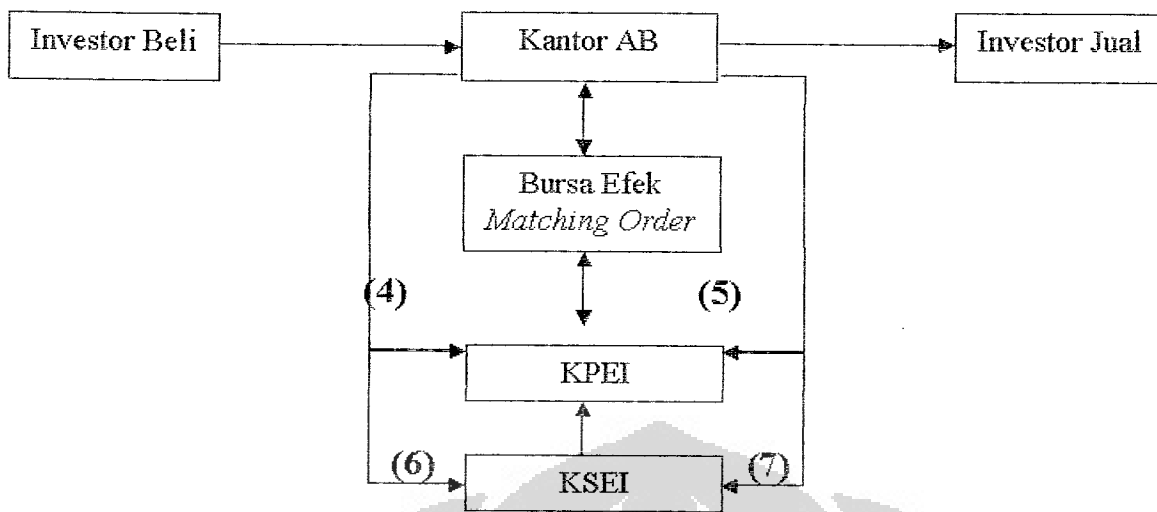 Investor Beli
Kantor AB
Investor Jual
Bursa Efek
Matching Order
(4)
(5)
KPEI
(6)
KSEI
(7)